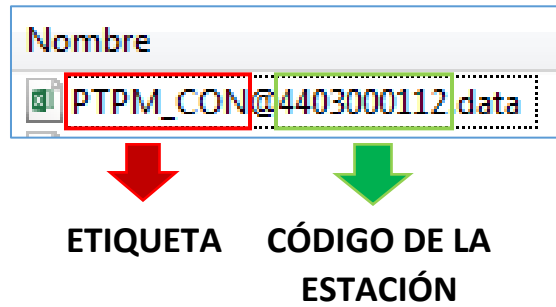 Nombre
PTPM_CON@4403000112.data
ETIQUETA
CÓDIGO DE LA
ESTACIÓN